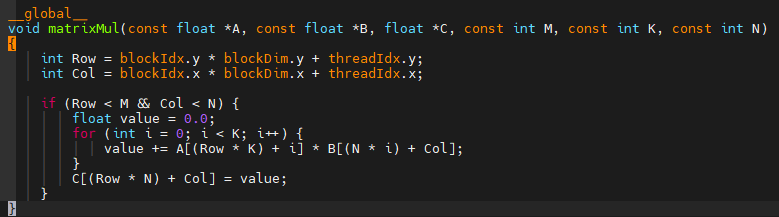 __global__
void matrixMul(const float *A, const float *B, float *C, const int M, const int K, const int N)
{
    int Row = blockIdx.y * blockDim.y + threadIdx.y;
    int Col = blockIdx.x * blockDim.x + threadIdx.x;

    if (Row < M && Col < N) {
        float value = 0.0;
        for (int i = 0; i < K; i++) {
            value += A[(Row * K) + i] * B[(N * i) + Col];
        }
        C[(Row * N) + Col] = value;
    }
}